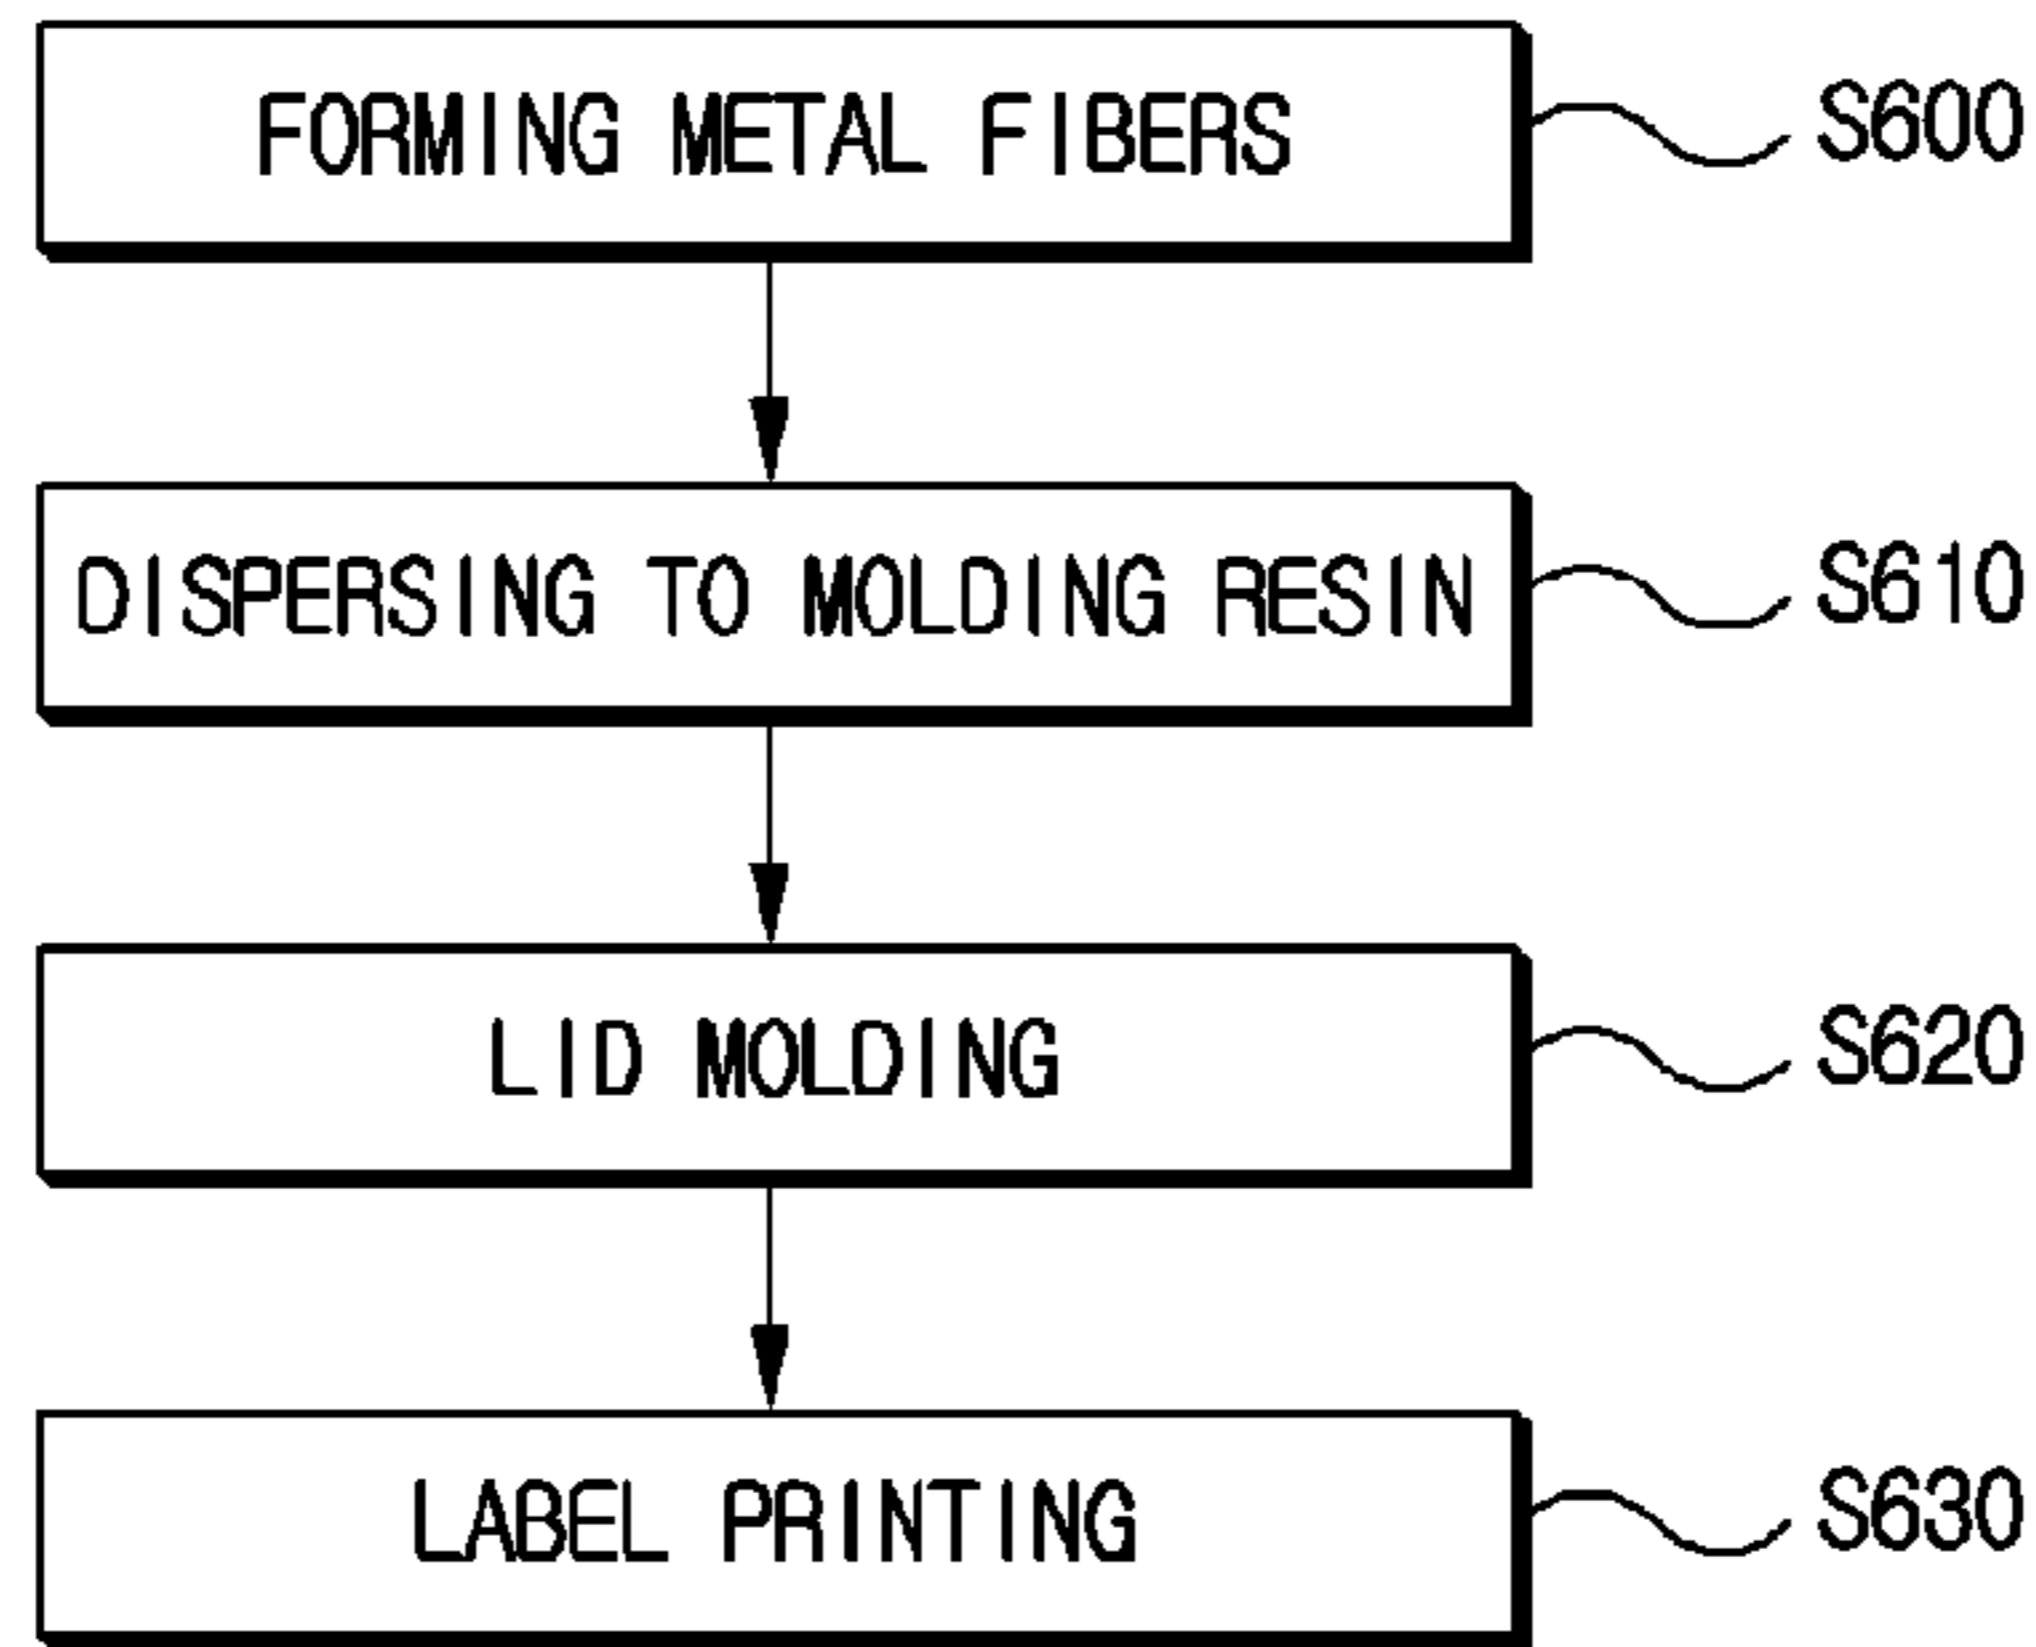 FORMING METAL FIBERS S600
DISPERSING TO MOLDING RESIN S610
LID MOLDING S620
LABEL PRINTING S630